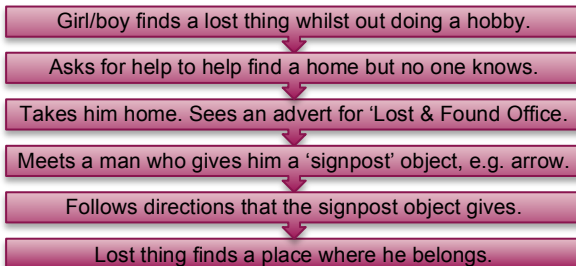 Girl/boy finds a lost thing whilst out doing a hobby.
Asks for help to help find a home but no one knows.
Takes him home. Sees an advert for ‘Lost & Found Office.
Meets a man who gives him a ‘signpost’ object, e.g. arrow.
Follows directions that the signpost object gives.
Lost thing finds a place where he belongs.